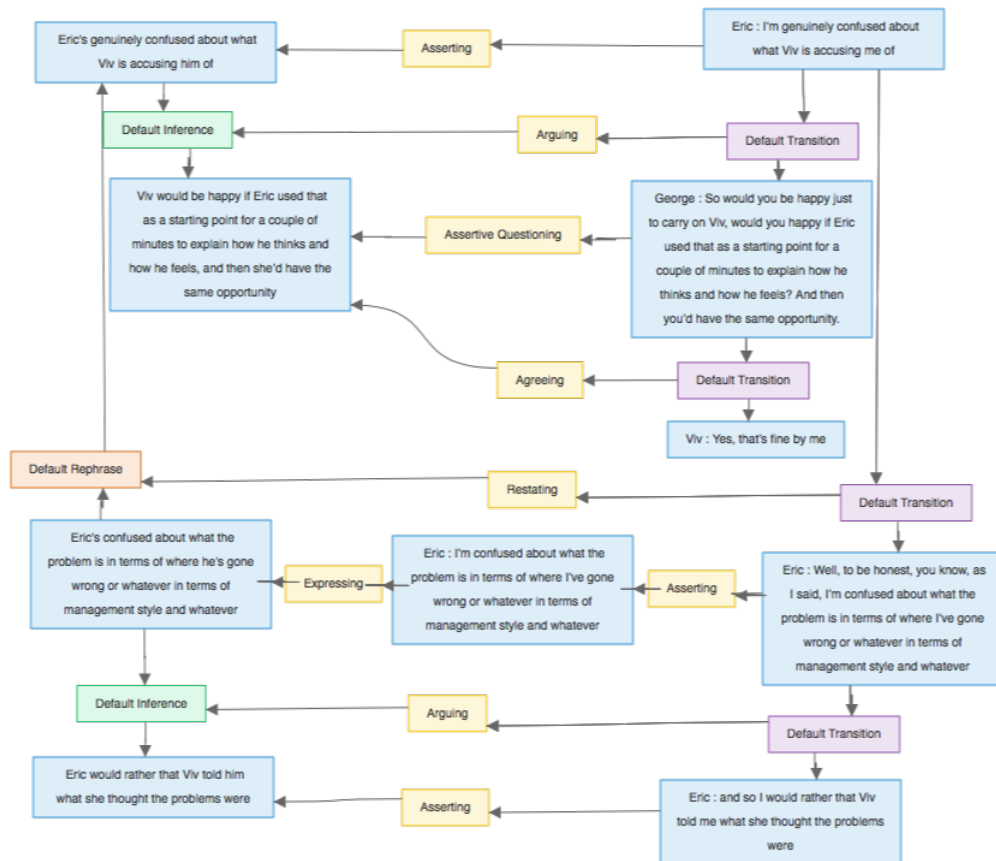 Eric's genuinely confused about what
Viv is accusing him of
Asserting
Eric : I'm genuinely confused about
what Viv is accusing me of
Default Inference
Arguing
Default Transition
Viv would be happy if Eric used that
as a starting point for a couple of
minutes to explain how he thinks and
how he feels, and then she'd have the
same opportunity
Assertive Questioning
George : So would you be happy just
to carry on Viv, would you happy if Eric
used that as a starting point for a
couple of minutes to explain how he
thinks and how he feels? And then
you'd have the same opportunity.
Agreeing
Default Transition
Viv : Yes, that's fine by me
Default Rephrase
Restating
Default Transition
Eric's confused about what the
problem is in terms of where he's gone
wrong or whatever in terms of
management style and whatever
Expressing
Eric : I'm confused about what the
problem is in terms of where I've gone
wrong or whatever in terms of
management style and whatever
Asserting
Eric : Well, to be honest, you know, as
I said, I'm confused about what the
problem is in terms of where I've gone
wrong or whatever in terms of
management style and whatever
Default Inference
Arguing
Default Transition
Eric would rather that Viv told him
what she thought the problems were
Asserting
Eric : and so I would rather that Viv
told me what she thought the problems
were